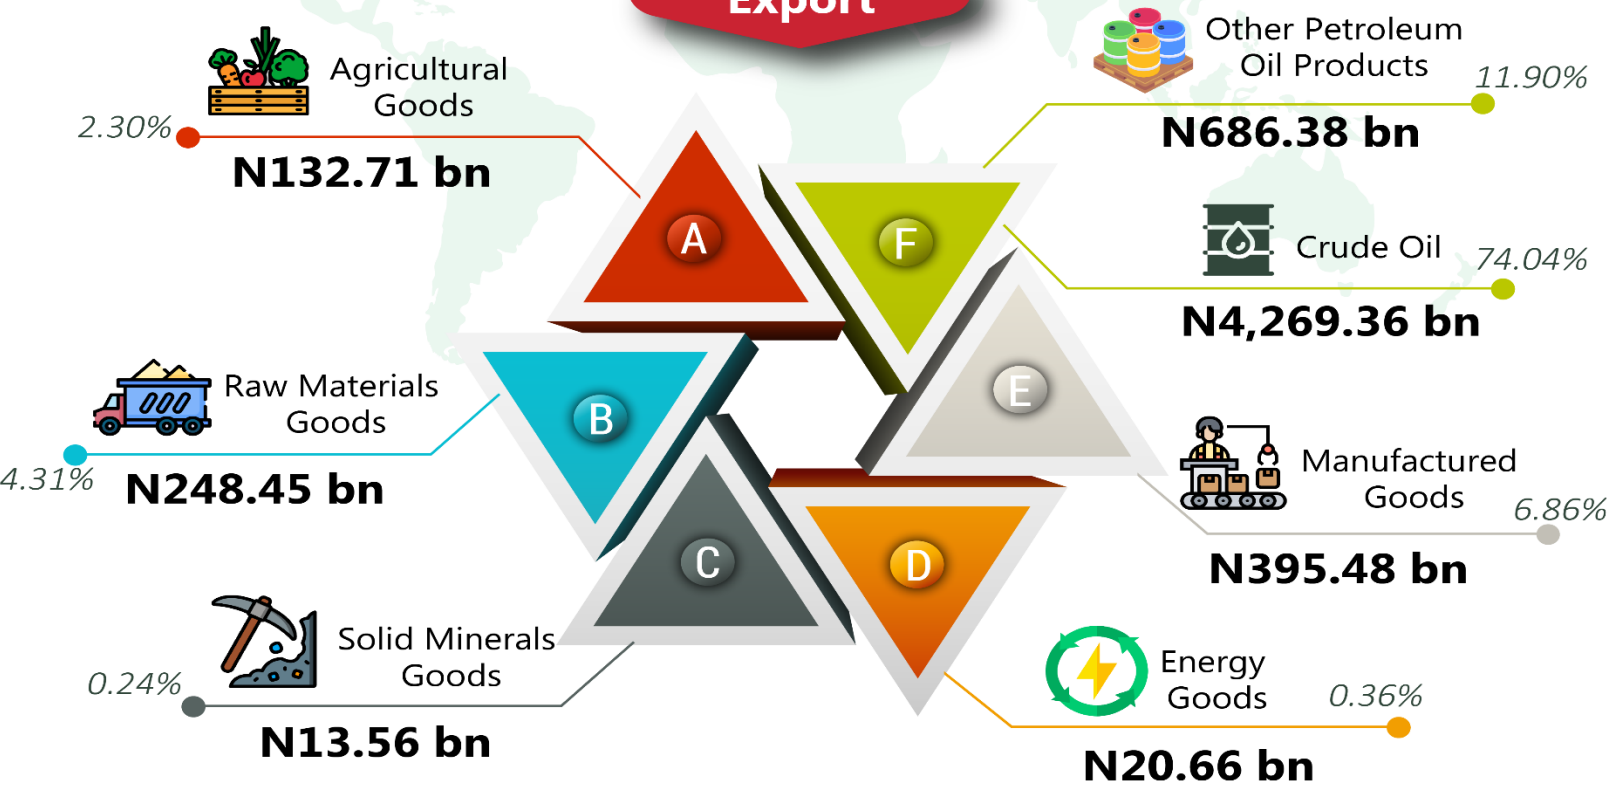 Export
Agricultural
Goods
2.30%
N132.71 bn
A
Raw Materials
Goods
4.31%
N248.45 bn
B
Solid Minerals
Goods
0.24%
N13.56 bn
C
Other Petroleum
Oil Products
11.90%
N686.38 bn
F
Crude Oil
74.04%
N4,269.36 bn
E
Manufactured
Goods
6.86%
N395.48 bn
D
Energy
Goods
0.36%
N20.66 bn